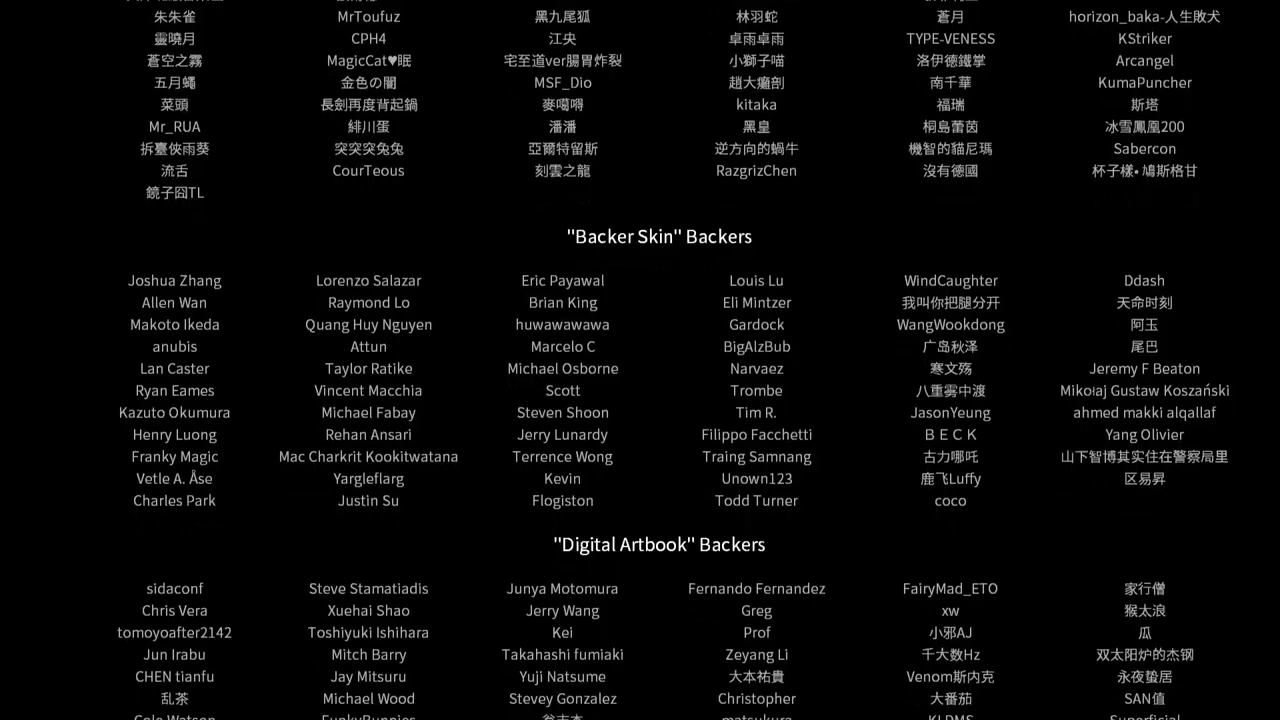 朱朱雀 MrToufuz 黑九尾狐 林羽蛇 蒼月 horizon_baka-人生敗犬
靈曉月 CPH4 江央 卓雨卓雨 TYPE-VENESS KStriker
蒼空之霧 MagicCat♥眠 宅至道ver腸胃炸裂 小獅子喵 洛伊德鐵掌 Arcangel
五月蠅 金色の闇 MSF_Dio 趙大癱剖 南千華 KumaPuncher
菜頭 長劍再度背起鍋 麥噶嘚 kitaka 福瑞 斯塔
Mr_RUA 緋川蛋 潘潘 黑皇 桐島蕾茵 冰雪鳳凰200
拆臺俠雨葵 突突突兔兔 亞爾特留斯 逆方向的蝸牛 機智的貓尼瑪 Sabercon
流舌 CourTeous 刻雲之龍 RazgrizChen 沒有德國 杯子樣•鳩斯格甘
鏡子囧TL
"Backer Skin" Backers
Joshua Zhang Lorenzo Salazar Eric Payawal Louis Lu WindCaughter Ddash
Allen Wan Raymond Lo Brian King Eli Mintzer 我叫你把腿分开 天命时刻
Makoto Ikeda Quang Huy Nguyen huwawawawa Gardock WangWookdong 阿玉
anubis Attun Marcelo C BigAlzBub 广岛秋泽 尾巴
Lan Caster Taylor Ratike Michael Osborne Narvaez 寒文殇 Jeremy F Beaton
Ryan Eames Vincent Macchia Scott Trombe 八重雾中渡 Mikołaj Gustaw Koszański
Kazuto Okumura Michael Fabay Steven Shoon Tim R. JasonYeung ahmed makki alqallaf
Henry Luong Rehan Ansari Jerry Lunardy Filippo Facchetti ＢＥＣＫ Yang Olivier
Franky Magic Mac Charkrit Kookitwatana Terrence Wong Traing Samnang 古力哪吒 山下智博其实住在警察局里
Vetle A. Åse Yargleflarg Kevin Unown123 鹿飞Luffy 区易昇
Charles Park Justin Su Flogiston Todd Turner coco
"Digital Artbook" Backers
sidaconf Steve Stamatiadis Junya Motomura Fernando Fernandez FairyMad_ETO 家行僧
Chris Vera Xuehai Shao Jerry Wang Greg xw 猴太浪
tomoyoafter2142 Toshiyuki Ishihara Kei Prof 小邪AJ 瓜
Jun Irabu Mitch Barry Takahashi fumiaki Zeyang Li 千大数Hz 双太阳炉的杰钢
CHEN tianfu Jay Mitsuru Yuji Natsume 大本祐貴 Venom斯内克 永夜蛰居
乱茶 Michael Wood Stevey Gonzalez Christopher 大番茄 SAN值